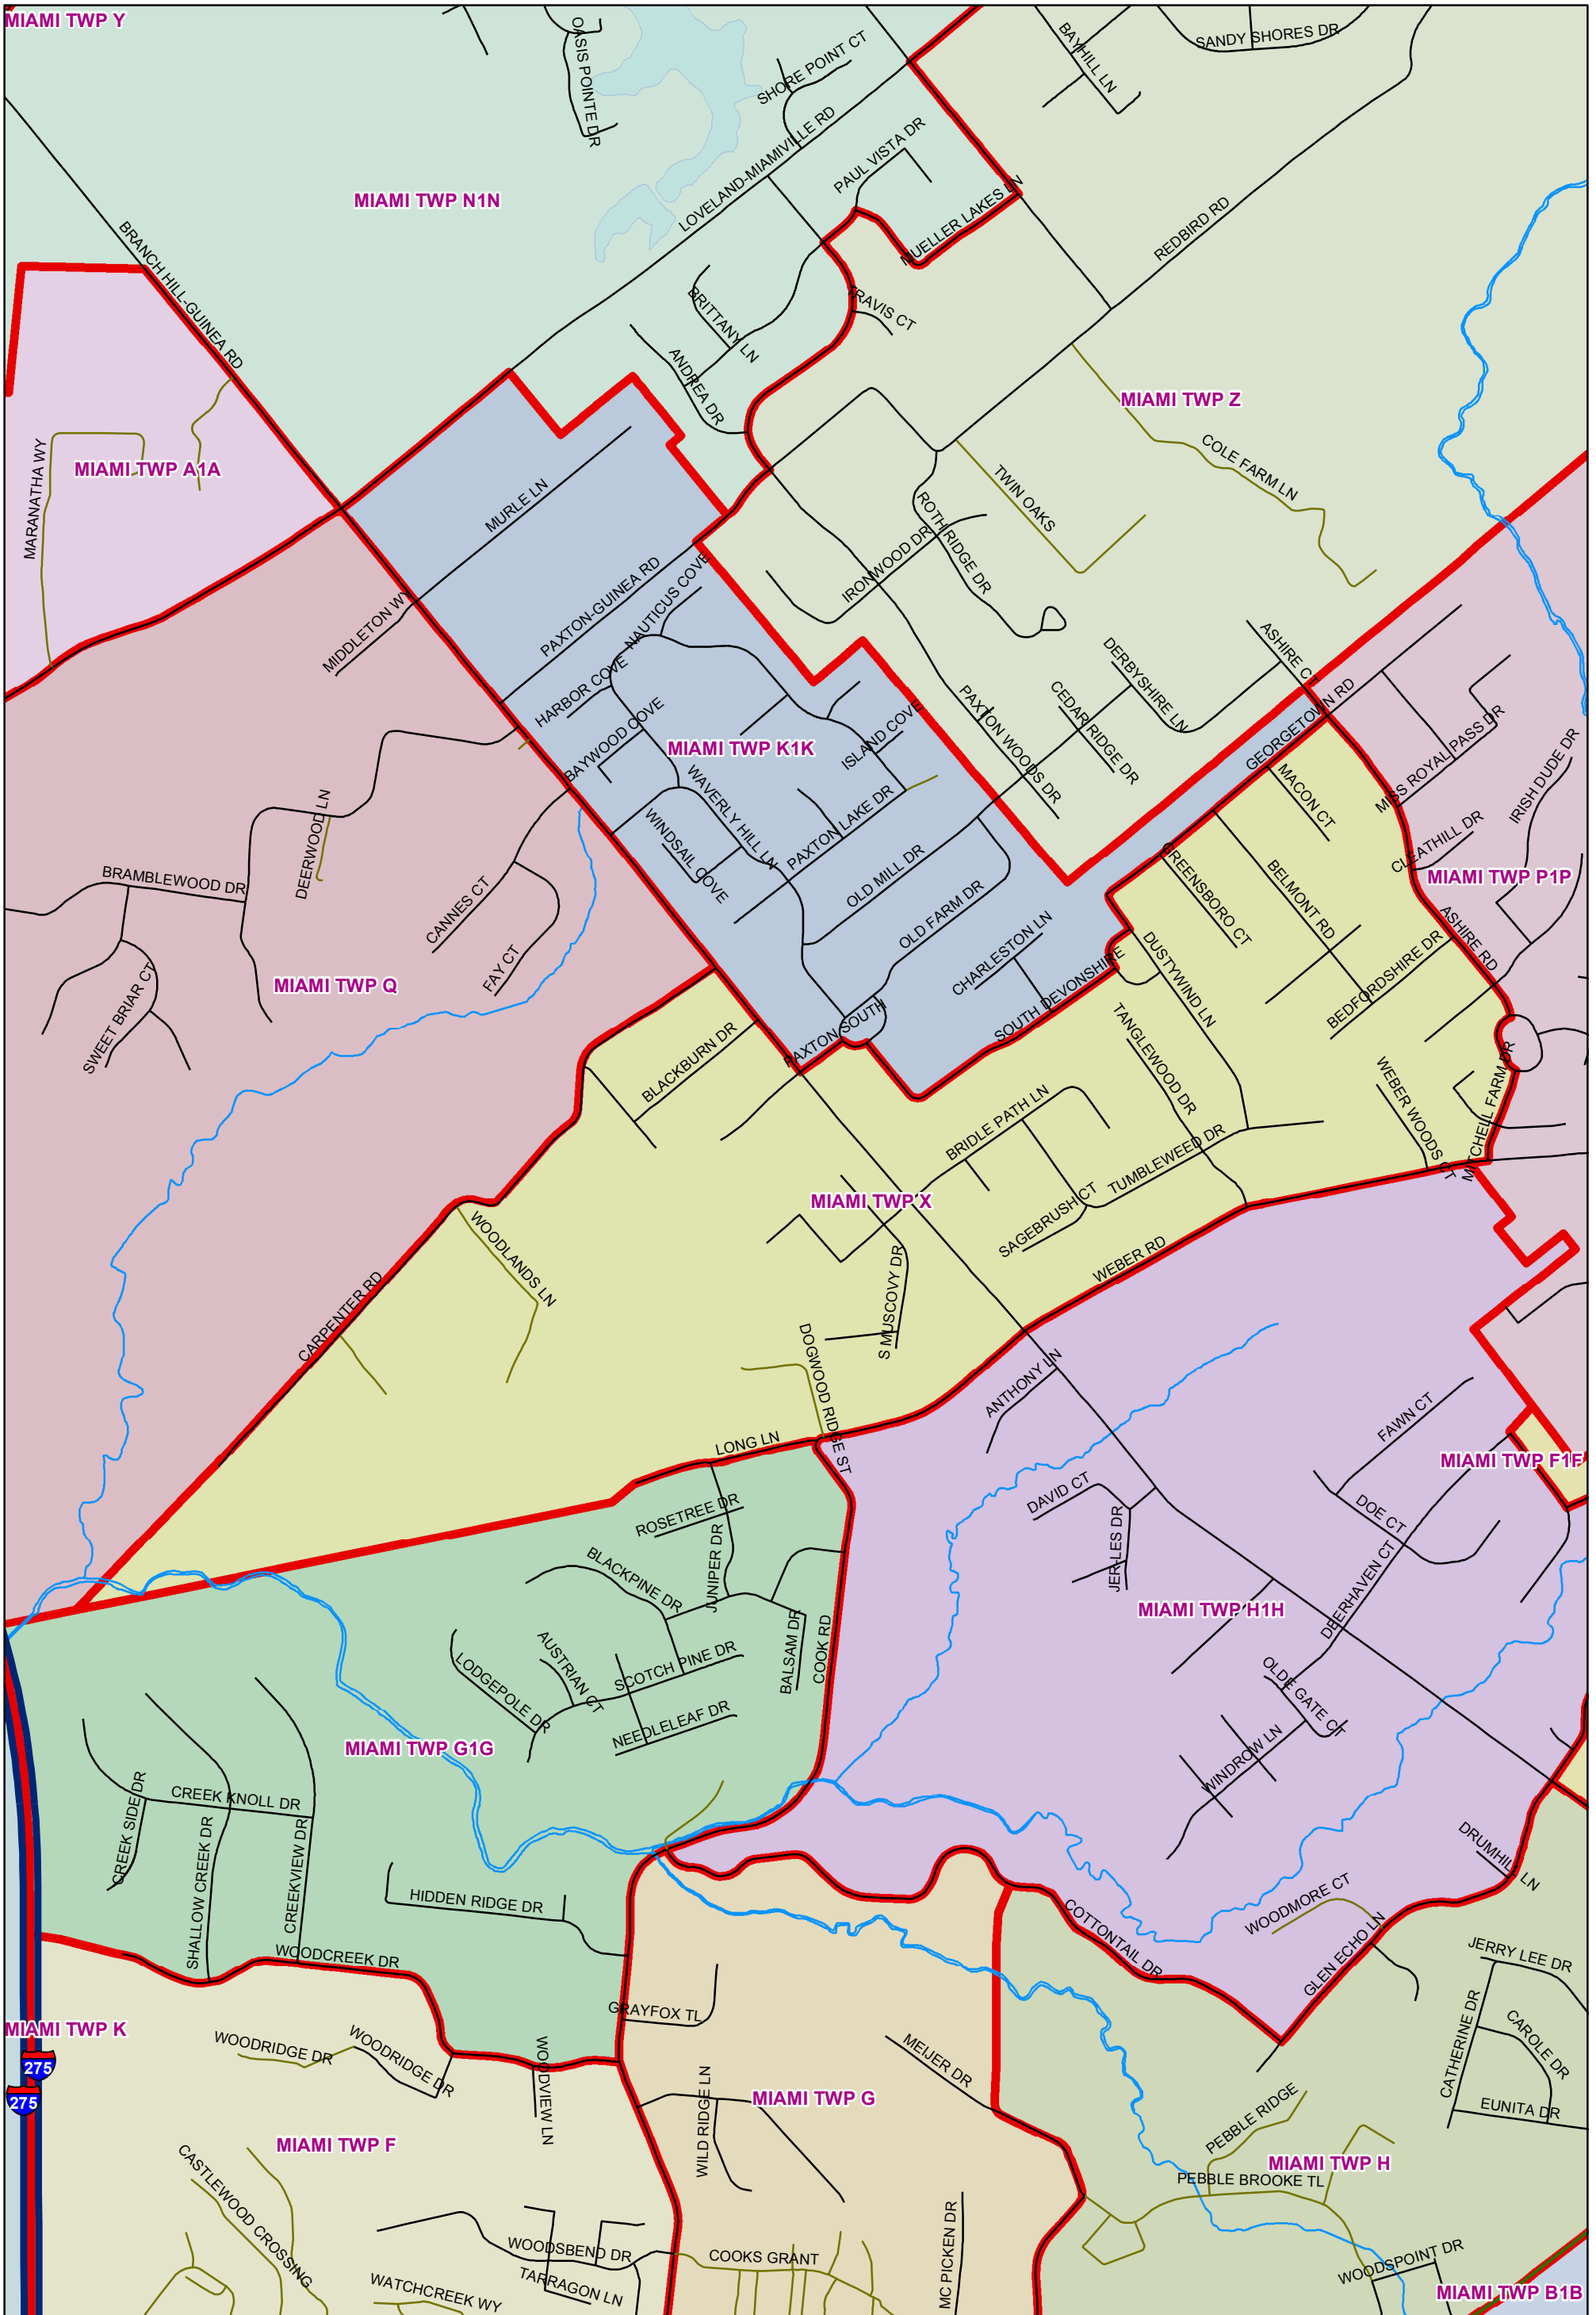 MIAMI TWP Y
OASIS POINTE DR
SHORE POINT CT
BAYHILL LN
SANDY SHORES DR
LOVELAND-MIAMIVILLE RD
PAUL VISTA DR
MIAMI TWP N1N
MUELLER LAKES LN
REDBIRD RD
BRANCH HILL-GUINEA RD
BRITTANY LN
TRAVIS CT
ANDREA DR
MIAMI TWP Z
MIAMI TWP A1A
MARANATHA WY
COLE FARM LN
TWIN OAKS
MURLE LN
ROTH RIDGE DR
IRONWOOD DR
PAXTON-GUINEA RD
NAUTICUS COVE
MIDDLETON WY
HARBOR COVE
DERBYSHIRE LN
ASHIRE CT
CEDAR RIDGE DR
PAXTON WOODS DR
GEORGETOWN RD
MISS ROYAL PASS DR
BAYWOOD COVE
ISLAND COVE
MIAMI TWP K1K
IRISH DUDE DR
MACON CT
WAVERLY HILL LN
PAXTON LAKE DR
WINDSAIL COVE
DEERWOOD LN
CLEATHILL DR
OLD MILL DR
GREENSBORO CT
BELMONT RD
MIAMI TWP P1P
BRAMBLEWOOD DR
CANNES CT
OLD FARM DR
ASHIRE RD
FAY CT
CHARLESTON LN
DUSTYWIND LN
BEDFORDSHIRE DR
MIAMI TWP Q
SWEET BRIAR CT
SOUTH DEVONSHIRE
PAXTON SOUTH
BLACKBURN DR
TANGLEWOOD DR
WEBER WOODS CT
MITCHELL FARM DR
BRIDLE PATH LN
TUMBLEWEED DR
MIAMI TWP X
SAGEBRUSH CT
WOODLANDS LN
WEBER RD
CARPENTER RD
S MUSCOVY DR
DOGWOOD RIDGE ST
ANTHONY LN
FAWN CT
LONG LN
MIAMI TWP F1F
DAVID CT
ROSETREE DR
DOE CT
JER-LES DR
JUNIPER DR
BLACKPINE DR
DEERHAVEN CT
MIAMI TWP H1H
AUSTRIAN CT
BALSAM DR
COOK RD
SCOTCH PINE DR
LODGEPOLE DR
OLDE GATE CT
NEEDLELEAF DR
MIAMI TWP G1G
WINDROW LN
CREEK SIDE DR
CREEK KNOLL DR
SHALLOW CREEK DR
CREEKVIEW DR
DRUMHILL LN
HIDDEN RIDGE DR
WOODMORE CT
COTTONTAIL DR
GLEN ECHO LN
WOODCREEK DR
JERRY LEE DR
GRAYFOX TL
MIAMI TWP K
WOODRIDGE DR
WOODRIDGE DR
WOODVIEW LN
MEIJER DR
CATHERINE DR
CAROLE DR
275
275
WILD RIDGE LN
MIAMI TWP G
PEBBLE RIDGE
EUNITA DR
MIAMI TWP F
MIAMI TWP H
PEBBLE BROOKE TL
CASTLEWOOD CROSSING
MC PICKEN DR
WOODSBEND DR
COOKS GRANT
WOODSPOINT DR
TARRAGON LN
WATCHCREEK WY
MIAMI TWP B1B